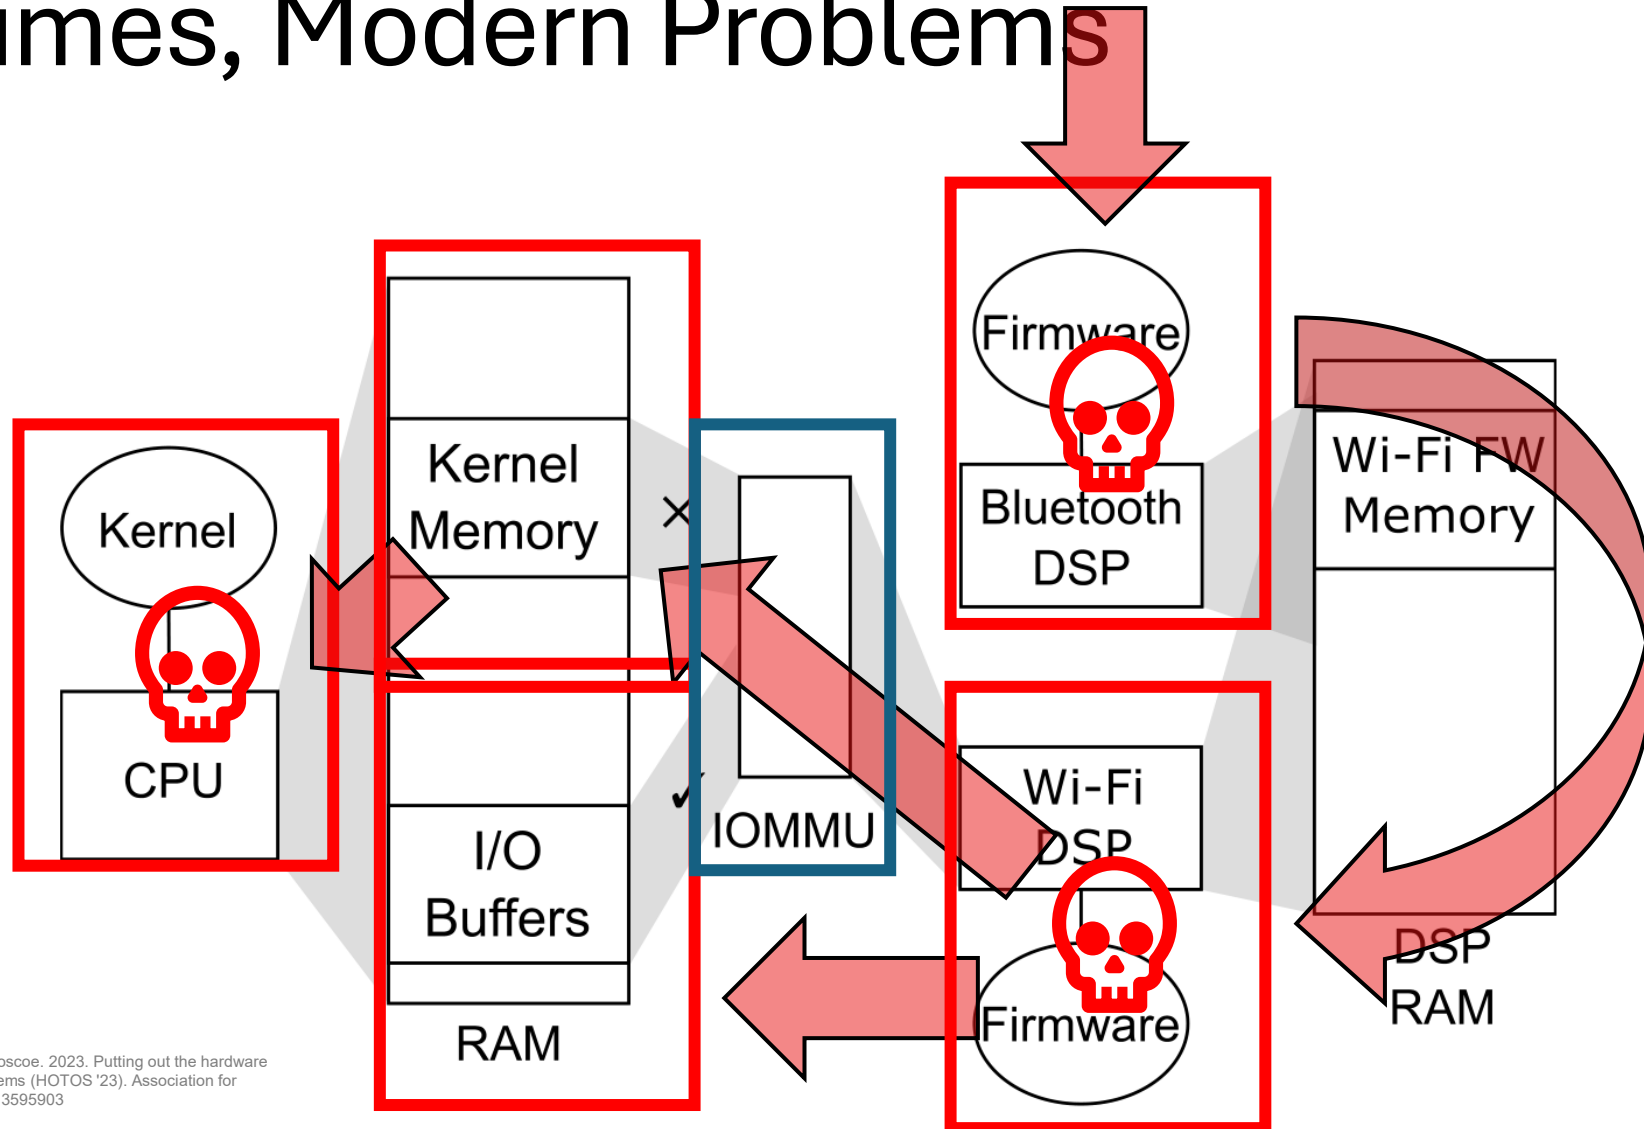 umes, Modern Problems
Firmware
Bluetooth
DSP
Wi-Fi FW
Memory
Kernel
Memory
Kernel
CPU
I/O
Buffers
RAM
IOMMU
Wi-Fi
DSP
Firmware
DSP
RAM
oscoe. 2023. Putting out the hardware
ems (HOTOS '23). Association for
3595903